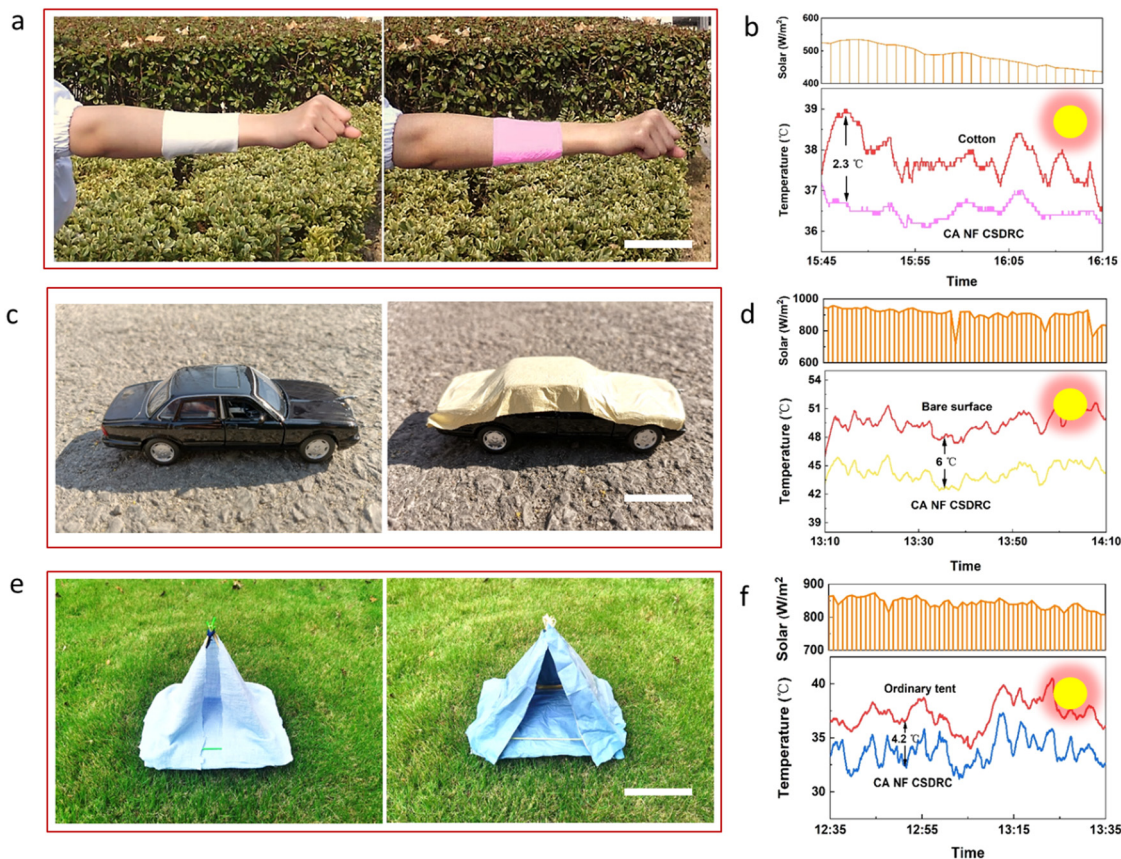 a
b
Solar (W/m²)
600
500
400
Temperature (℃)
39
38
37
36
Cotton
2.3 ℃
CA NF CSDRC
15:45
15:55
16:05
16:15
Time
c
d
Solar (W/m²)
1000
800
600
Temperature (℃)
54
51
48
45
42
39
38
Bare surface
6 ℃
CA NF CSDRC
13:10
13:30
13:50
14:10
Time
e
f
Solar (W/m²)
900
800
700
Temperature (℃)
40
35
30
Ordinary tent
4.2 ℃
CA NF CSDRC
12:35
12:55
13:15
13:35
Time